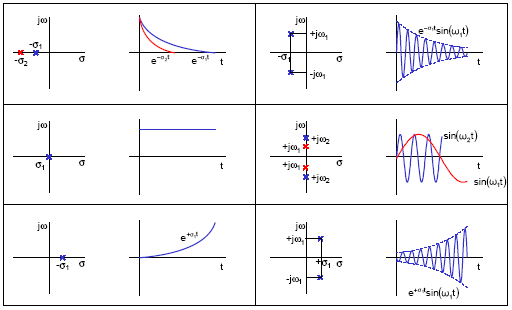 jω
-σ₁
-σ₂
σ
e^-σ₂t
e^-σ₁t
t
jω
+jω₁
-σ₁
-jω₁
σ
e^-σ₁t sin(ω₁t)
t
jω
σ₁
σ
t
jω
+jω₂
+jω₁
+jω₁
+jω₂
σ
sin(ω₂t)
t
sin(ω₁t)
jω
-σ₁
σ
e^+σ₁t
t
jω
+jω₁
+σ₁
σ
-jω₁
t
e^+σ₁t sin(ω₁t)